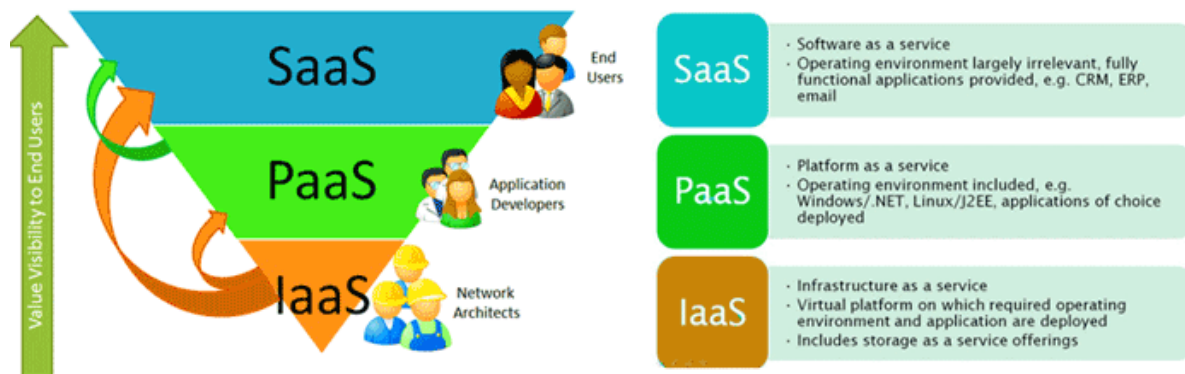 Value Visibility to End Users
SaaS
End
Users
PaaS
Application
Developers
IaaS
Network
Architects
SaaS
· Software as a service
· Operating environment largely irrelevant, fully
functional applications provided, e.g. CRM, ERP,
email
PaaS
· Platform as a service
· Operating environment included, e.g.
Windows/.NET, Linux/J2EE, applications of choice
deployed
IaaS
· Infrastructure as a service
· Virtual platform on which required operating
environment and application are deployed
· Includes storage as a service offerings